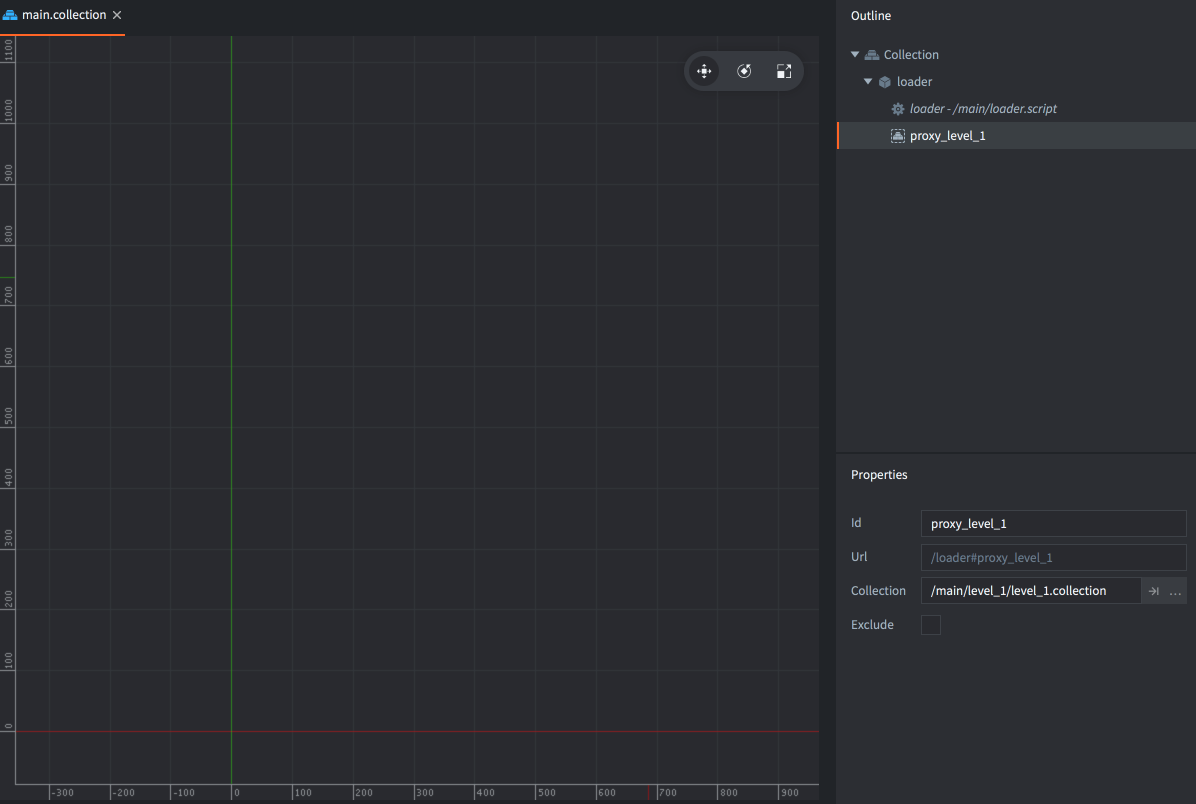 main.collection
Outline
Collection
loader
loader - /main/loader.script
proxy_level_1
1100
1000
900
800
700
600
500
400
300
200
100
0
-300 -200 -100 0 100 200 300 400 500 600 700 800 900
Properties
Id proxy_level_1
Url /loader#proxy_level_1
Collection /main/level_1/level_1.collection ...
Exclude